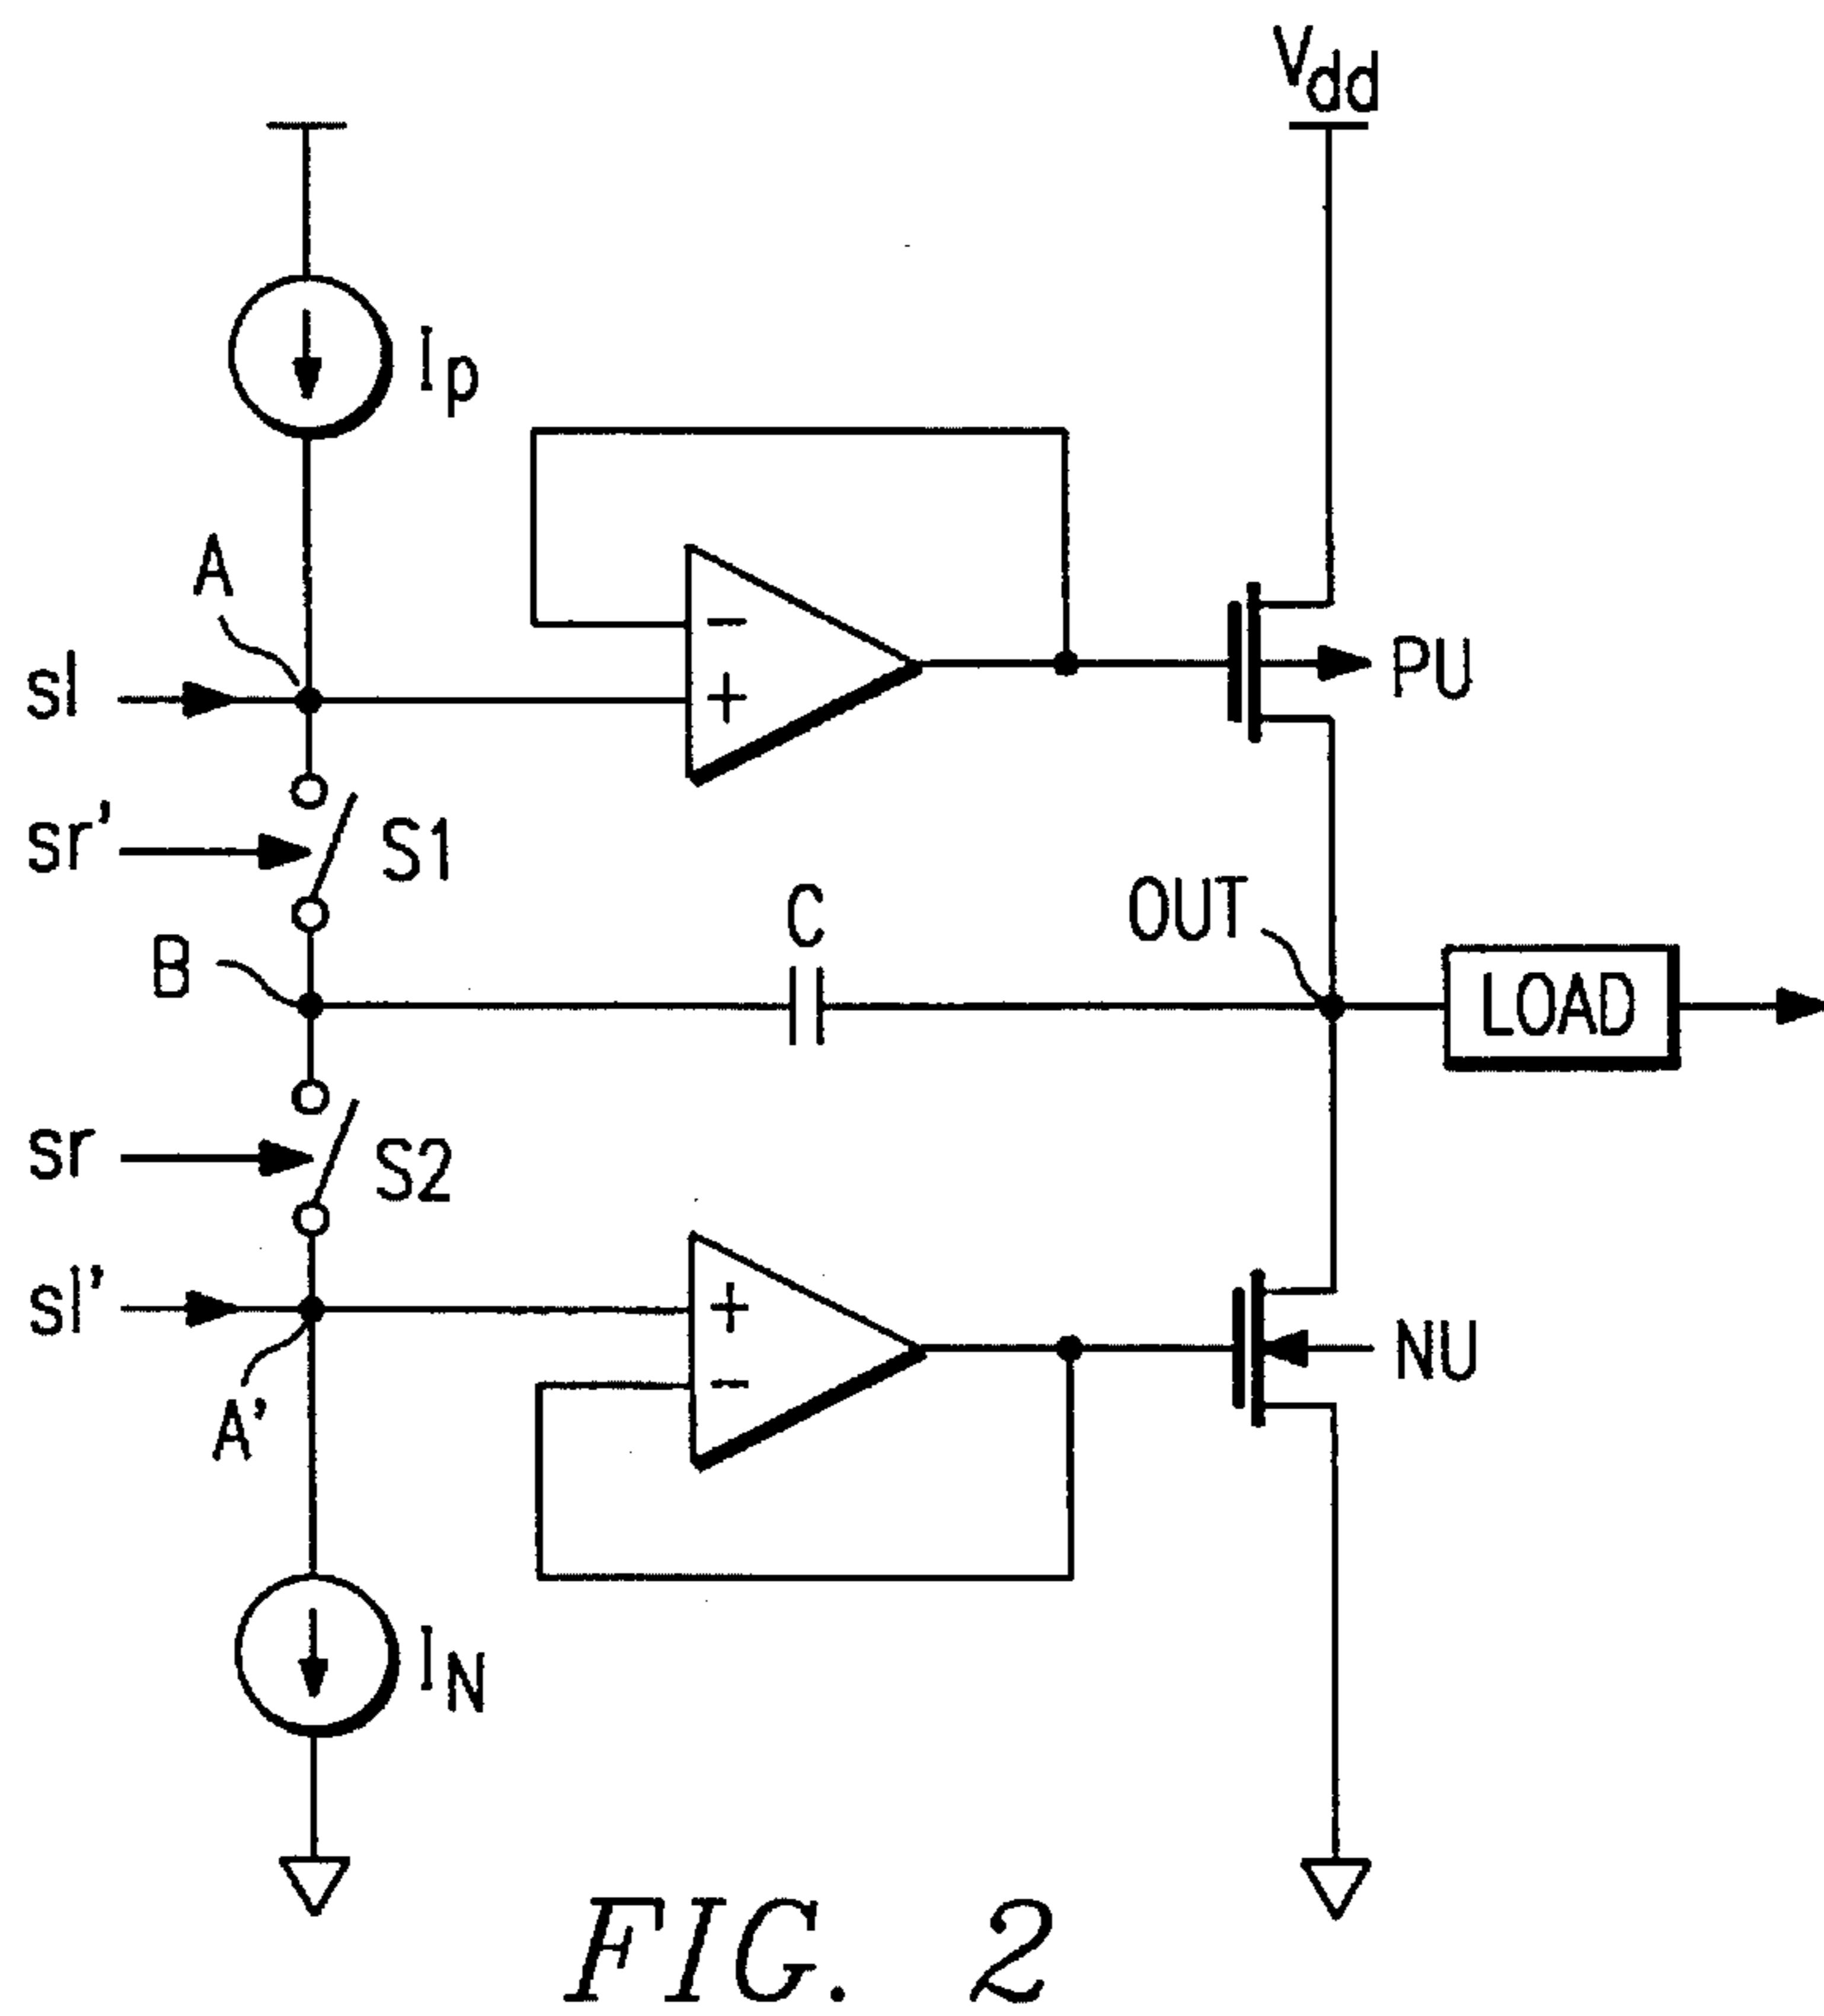 Vdd
Ip
A
sl
- 
+
PU
sr'
S1
C
OUT
B
LOAD
sr
S2
sl'
+
-
NU
A'
IN
FIG. 2